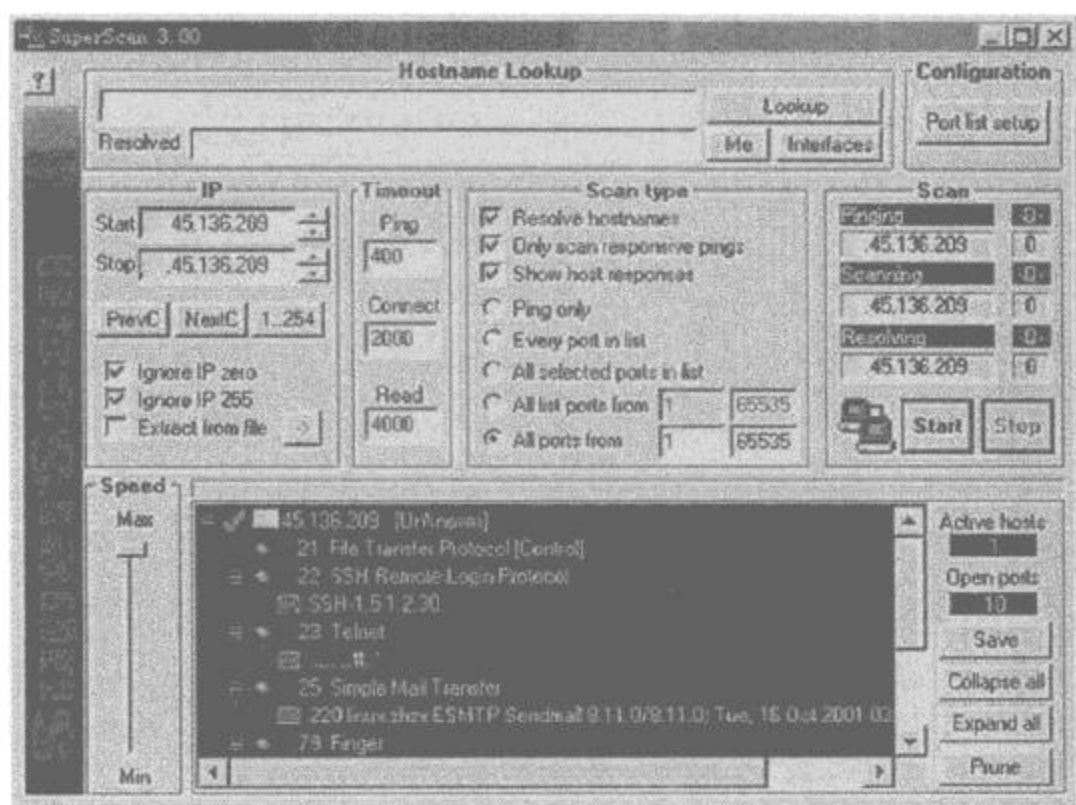 SuperScan 3.00
?
Hostname Lookup
Lookup
Resolved
Me
Interfaces
Configuration
Port list setup
IP
Start 45.136.209
Stop .45.136.209
PrevC NextC 1..254
Ignore IP zero
Ignore IP 255
Extract from file ->
Timeout
Ping
400
Connect
2000
Read
4000
Scan type
Resolve hostnames
Only scan responsive pings
Show host responses
Ping only
Every port in list
All selected ports in list
All list ports from 1 65535
All ports from 1 65535
Scan
Pinging -0-
.45.136.209 0
Scanning -0-
.45.136.209 0
Resolving -0-
.45.136.209 0
Start Stop
Speed
Max
Min
45.136.209 [Unknown]
21 File Transfer Protocol [Control]
22 SSH Remote Login Protocol
SSH-1.5-1.2.30.
23 Telnet
25 Simple Mail Transfer
ESMTP Sendmail 8.11.0/8.11.0; Tue, 16 Oct 2001 03
79 Finger
Active hosts
1
Open ports
10
Save
Collapse all
Expand all
Prune